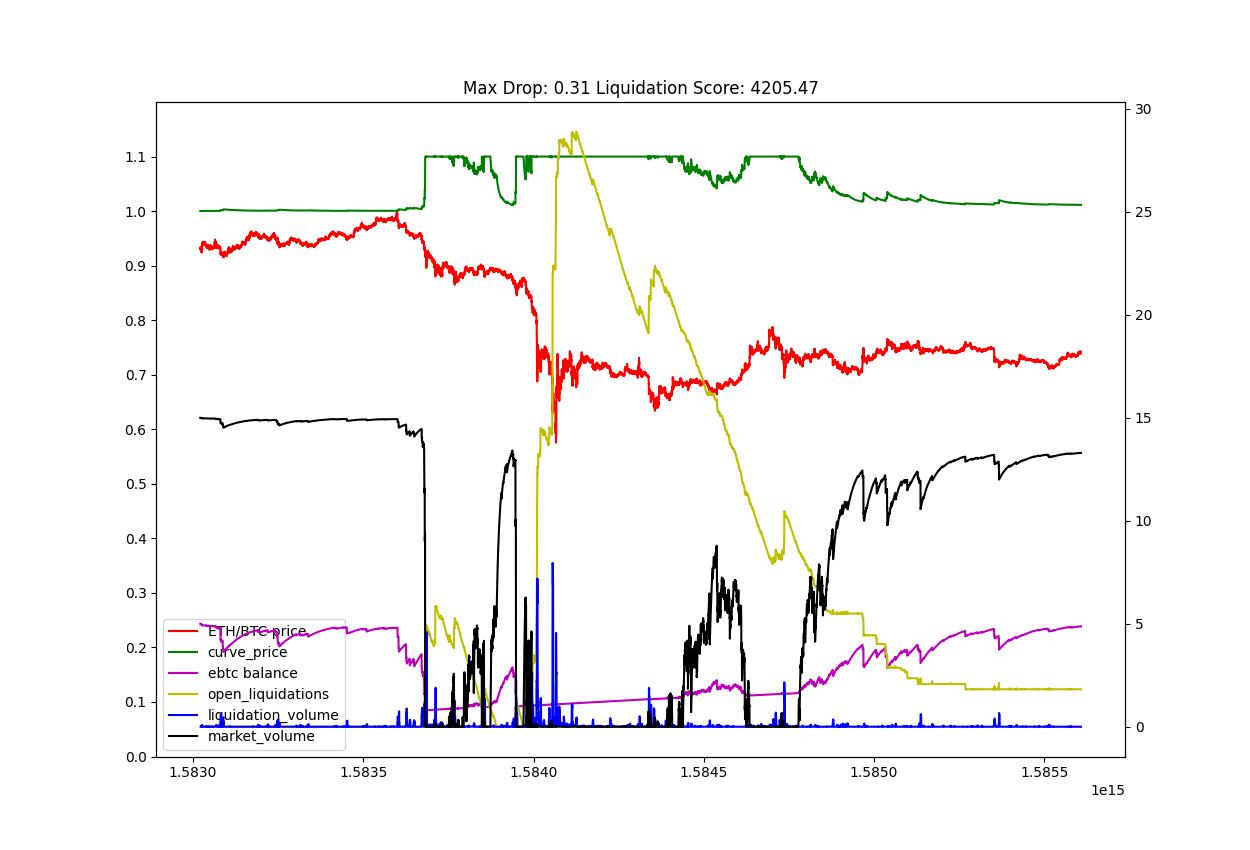 Max Drop: 0.31 Liquidation Score: 4205.47
1.1
1.0
0.9
0.8
0.7
0.6
0.5
0.4
0.3
0.2
0.1
0.0
30
25
20
15
10
5
0
ETH/BTC price
curve_price
ebtc balance
open_liquidations
liquidation_volume
market_volume
1.5830 1.5835 1.5840 1.5845 1.5850 1.5855
1e15